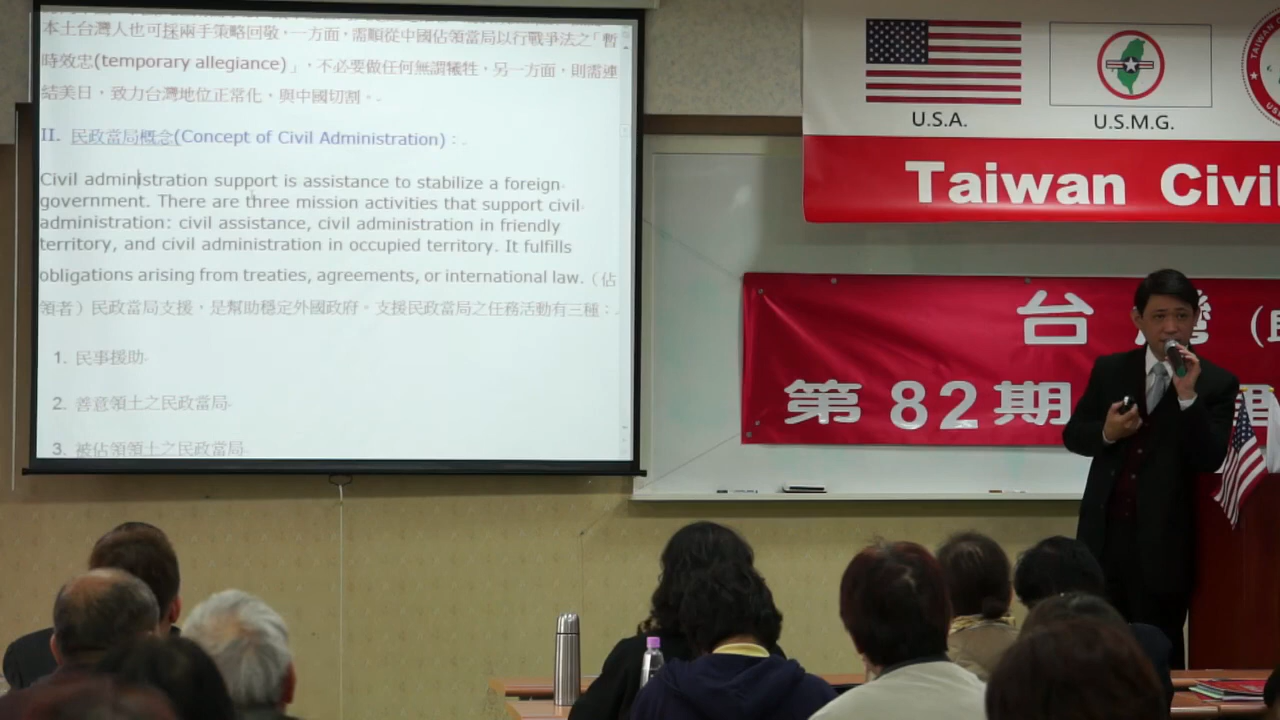 本土台灣人也可採兩手策略回敬，一方面，需順從中國佔領當局以行戰爭法之「暫
時效忠(temporary allegiance)」，不必要做任何無謂犧牲，另一方面，則需連
結美日，致力台灣地位正常化，與中國切割。
II. 民政當局概念(Concept of Civil Administration)：
Civil administration support is assistance to stabilize a foreign
government. There are three mission activities that support civil
administration: civil assistance, civil administration in friendly
territory, and civil administration in occupied territory. It fulfills
obligations arising from treaties, agreements, or international law.（佔
領者）民政當局支援，是幫助穩定外國政府。支援民政當局之任務活動有三種：
1. 民事援助
2. 善意領土之民政當局
3. 被佔領領土之民政當局
U.S.A.
U.S.M.G.
TAIWAN
Taiwan Civil
台灣
第82期